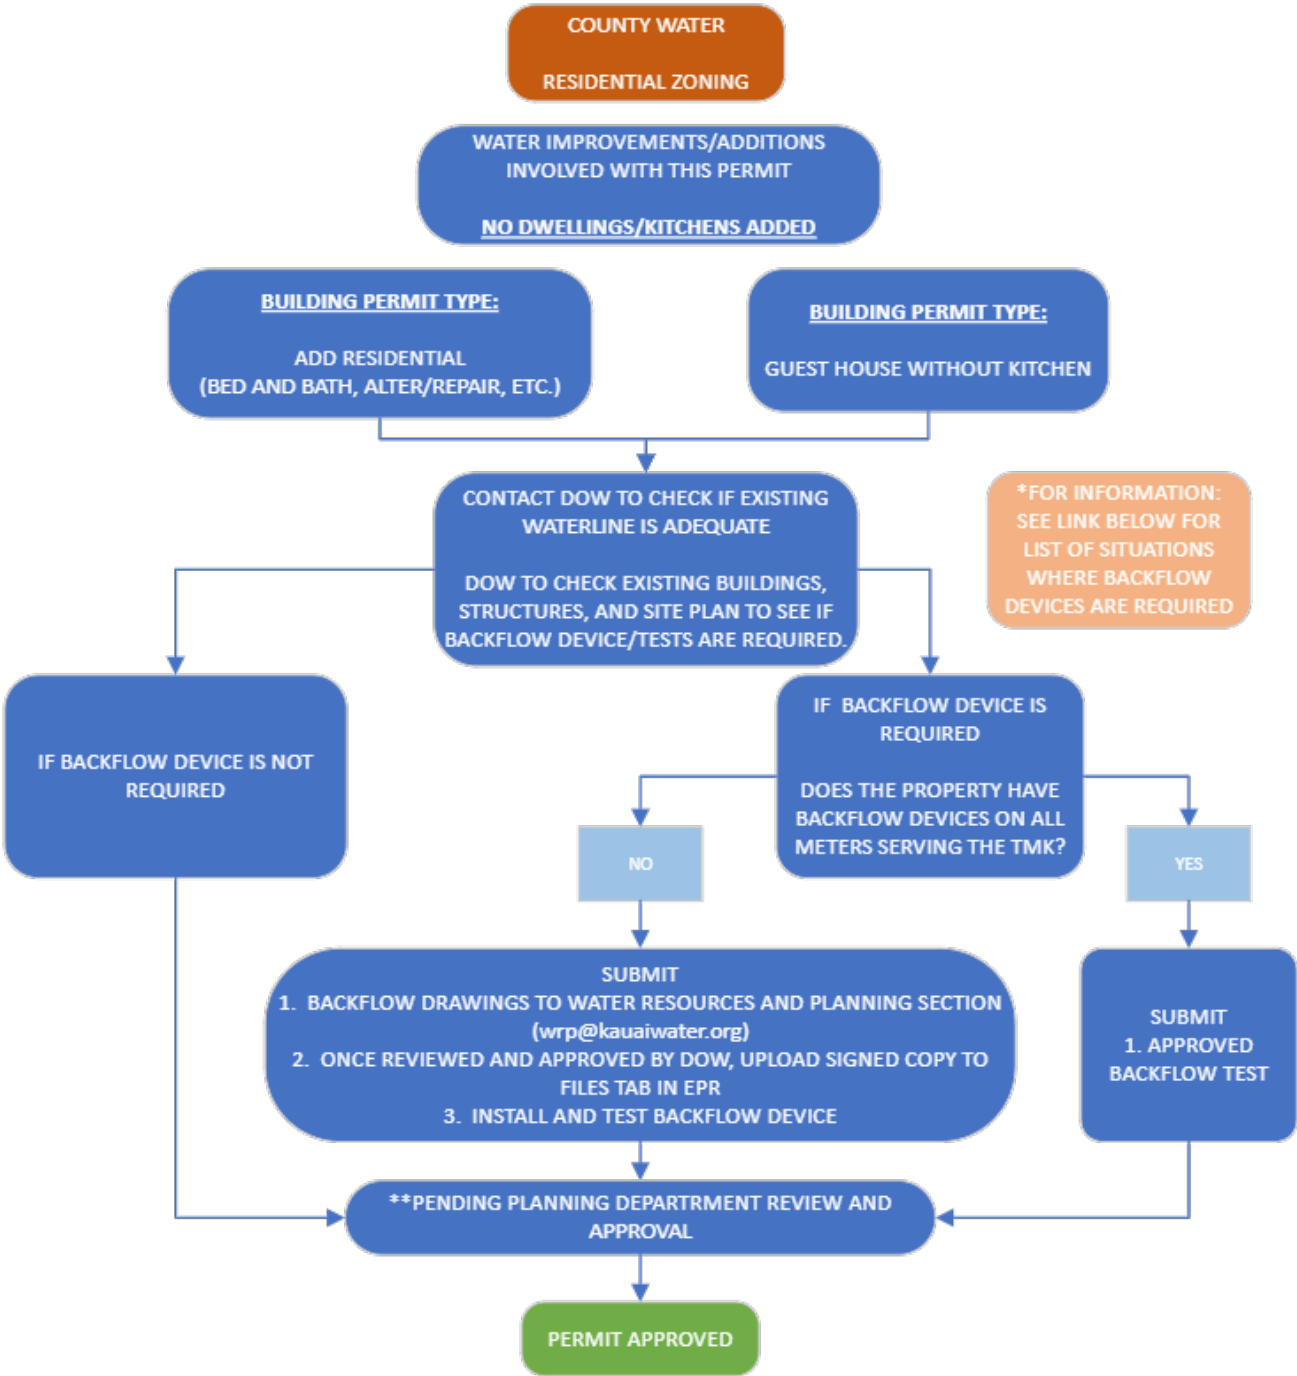 COUNTY WATER
RESIDENTIAL ZONING
WATER IMPROVEMENTS/ADDITIONS
INVOLVED WITH THIS PERMIT
NO DWELLINGS/KITCHENS ADDED
BUILDING PERMIT TYPE:
ADD RESIDENTIAL
(BED AND BATH, ALTER/REPAIR, ETC.)
BUILDING PERMIT TYPE:
GUEST HOUSE WITHOUT KITCHEN
CONTACT DOW TO CHECK IF EXISTING
WATERLINE IS ADEQUATE
DOW TO CHECK EXISTING BUILDINGS,
STRUCTURES, AND SITE PLAN TO SEE IF
BACKFLOW DEVICE/TESTS ARE REQUIRED.
*FOR INFORMATION:
SEE LINK BELOW FOR
LIST OF SITUATIONS
WHERE BACKFLOW
DEVICES ARE REQUIRED
IF BACKFLOW DEVICE IS NOT
REQUIRED
IF BACKFLOW DEVICE IS
REQUIRED
DOES THE PROPERTY HAVE
BACKFLOW DEVICES ON ALL
METERS SERVING THE TMK?
NO
YES
SUBMIT
1. BACKFLOW DRAWINGS TO WATER RESOURCES AND PLANNING SECTION
(wrp@kauaiwater.org)
2. ONCE REVIEWED AND APPROVED BY DOW, UPLOAD SIGNED COPY TO
FILES TAB IN EPR
3. INSTALL AND TEST BACKFLOW DEVICE
SUBMIT
1. APPROVED
BACKFLOW TEST
**PENDING PLANNING DEPARTRMENT REVIEW AND
APPROVAL
PERMIT APPROVED